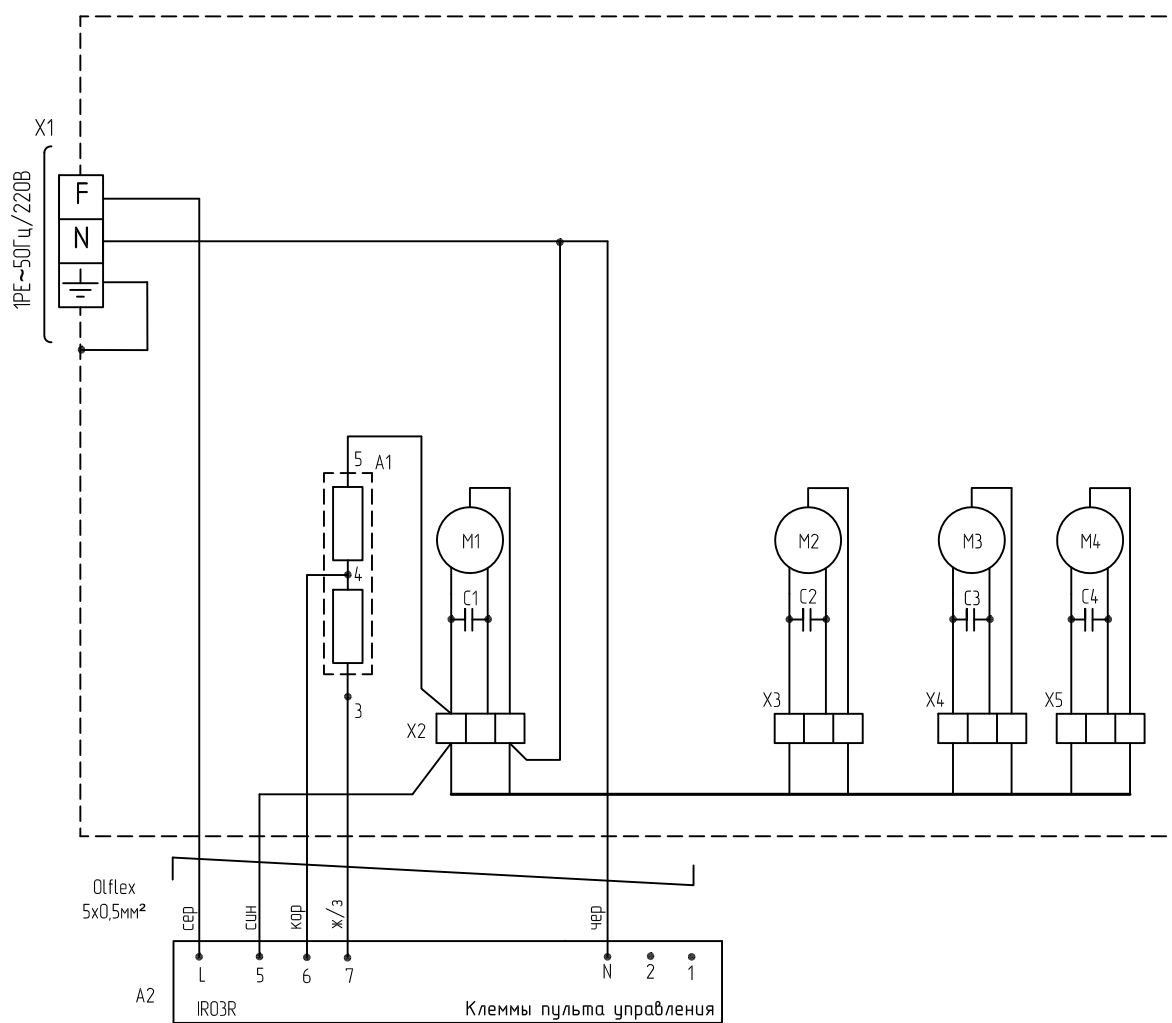 X1
1PE~50Гц/220В
F
N
5
A1
4
3
M1
C1
X2
M2
C2
X3
M3
C3
X4
M4
C4
X5
Olflex
5x0,5мм²
сер
син
кор
ж/з
чер
L
5
6
7
N
2
1
A2
IR03R
Клеммы пульта управления